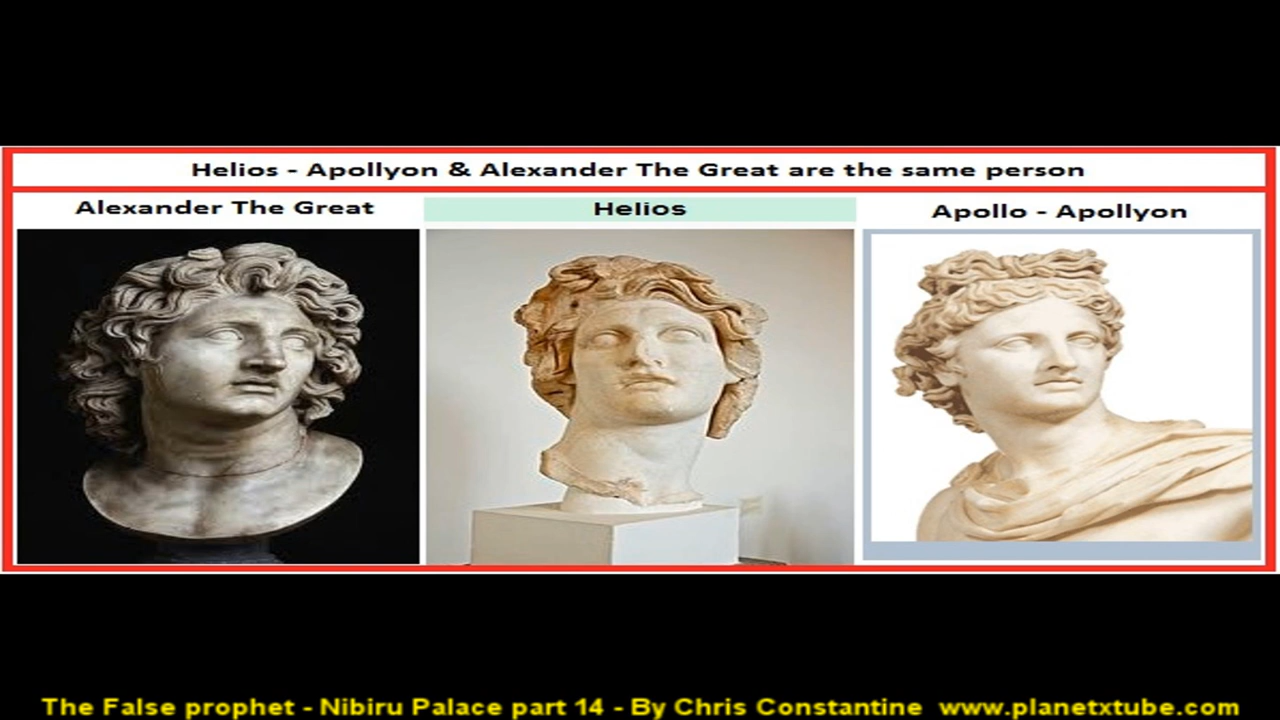 Helios - Apollyon & Alexander The Great are the same person
Alexander The Great
Helios
Apollo - Apollyon
The False prophet - Nibiru Palace part 14 - By Chris Constantine www.planetxtube.com